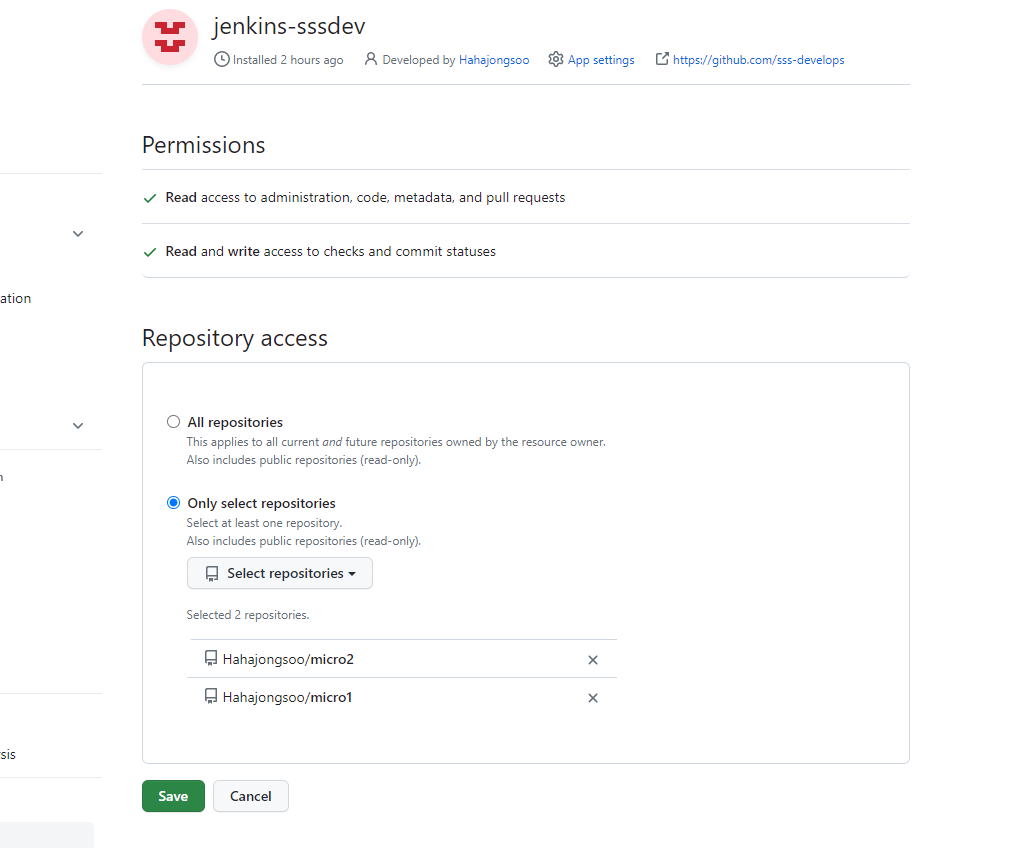 jenkins-sssdev
Installed 2 hours ago Developed by Hahajongsoo App settings https://github.com/sss-develops
Permissions
Read access to administration, code, metadata, and pull requests
Read and write access to checks and commit statuses
ation
Repository access
All repositories
This applies to all current and future repositories owned by the resource owner.
Also includes public repositories (read-only).
n
Only select repositories
Select at least one repository.
Also includes public repositories (read-only).
Select repositories
Selected 2 repositories.
Hahajongsoo/micro2
Hahajongsoo/micro1
sis
Save Cancel